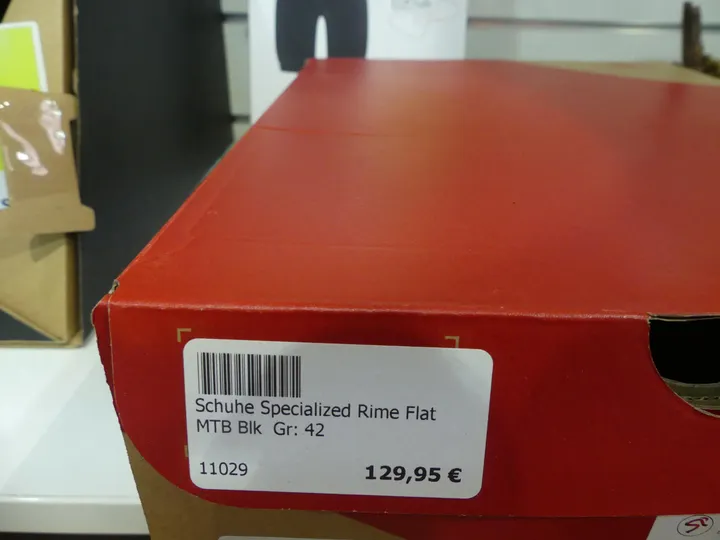 Schuhe Specialized Rime Flat
MTB Blk Gr: 42
11029
129,95 €